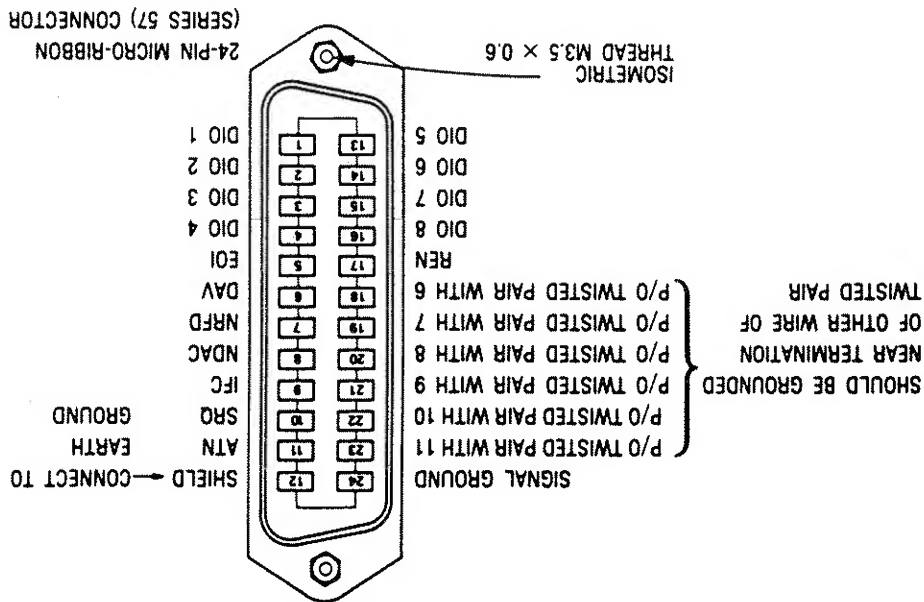 SIGNAL GROUND 24 12 SHIELD CONNECT TO
P/O TWISTED PAIR WITH 11 23 11 ATN EARTH
P/O TWISTED PAIR WITH 10 22 10 SRQ GROUND
SHOULD BE GROUNDED
NEAR TERMINATION
OF OTHER WIRE OF
TWISTED PAIR
P/O TWISTED PAIR WITH 9 21 9 IFC
P/O TWISTED PAIR WITH 8 20 8 NDAC
P/O TWISTED PAIR WITH 7 19 7 NRFD
P/O TWISTED PAIR WITH 6 18 6 DAV
REN 17 5 EOI
DIO 8 16 4 DIO 4
DIO 7 15 3 DIO 3
DIO 6 14 2 DIO 2
DIO 5 13 1 DIO 1
ISOMETRIC
THREAD M3.5 × 0.6
24-PIN MICRO-RIBBON
(SERIES 57) CONNECTOR